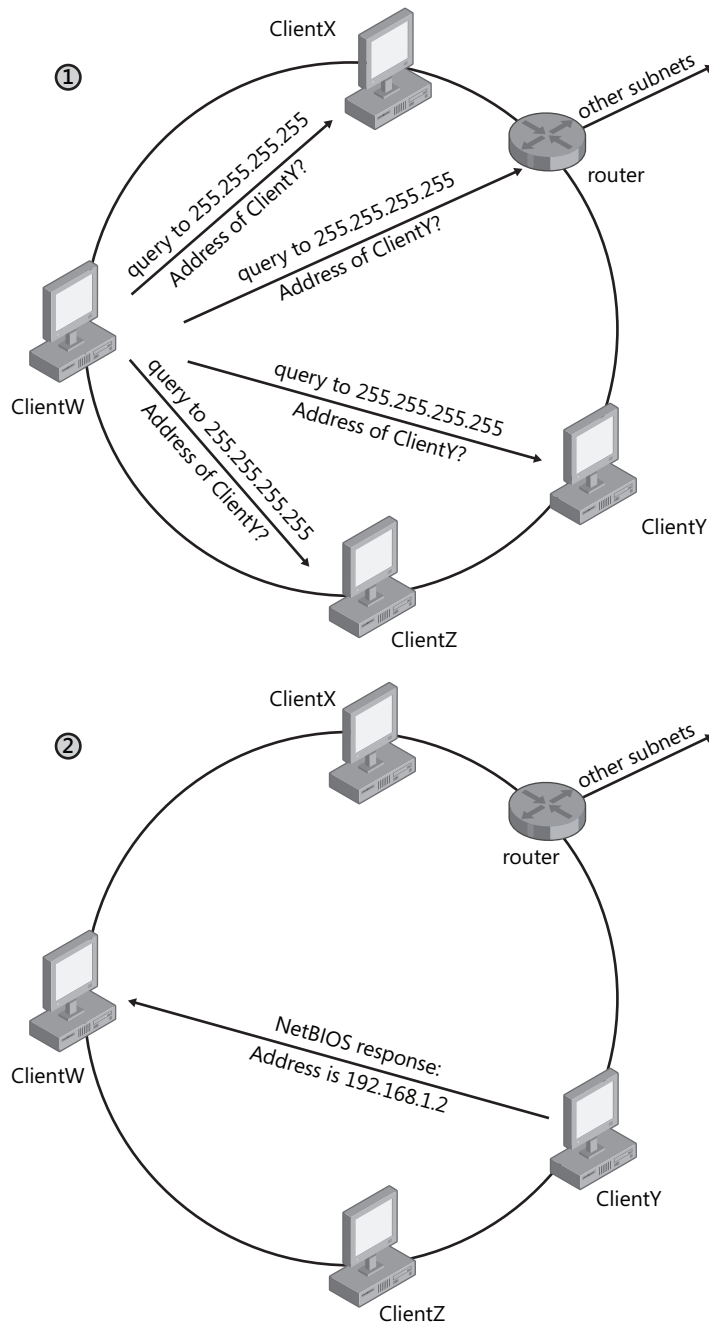 ClientX
1
other subnets
router
query to 255.255.255.255
Address of ClientY?
query to 255.255.255.255
Address of ClientY?
ClientW
query to 255.255.255.255
Address of ClientY?
query to 255.255.255.255
Address of ClientY?
ClientY
ClientZ
ClientX
2
other subnets
router
NetBIOS response:
Address is 192.168.1.2
ClientW
ClientY
ClientZ